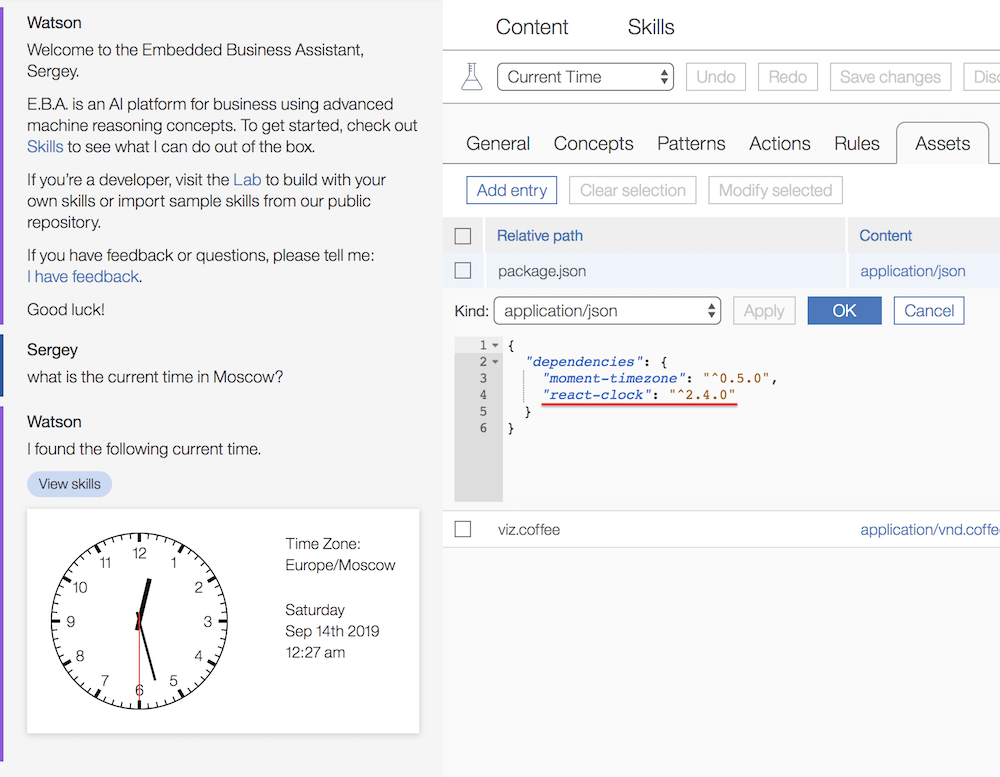 Watson
Welcome to the Embedded Business Assistant,
Sergey.
E.B.A. is an AI platform for business using advanced
machine reasoning concepts. To get started, check out
Skills to see what I can do out of the box.
If you’re a developer, visit the Lab to build with your
own skills or import sample skills from our public
repository.
If you have feedback or questions, please tell me:
I have feedback.
Good luck!
Sergey
what is the current time in Moscow?
Watson
I found the following current time.
View skills
12
1
2
3
4
5
6
7
8
9
10
11
Time Zone:
Europe/Moscow
Saturday
Sep 14th 2019
12:27 am
Content
Skills
Current Time
Undo
Redo
Save changes
Disc
General
Concepts
Patterns
Actions
Rules
Assets
Add entry
Clear selection
Modify selected
Relative path
Content
package.json
application/json
Kind:
application/json
Apply
OK
Cancel
1 {
2 "dependencies": {
3 "moment-timezone": "^0.5.0",
4 "react-clock": "^2.4.0"
5 }
6 }
viz.coffee
application/vnd.coffe